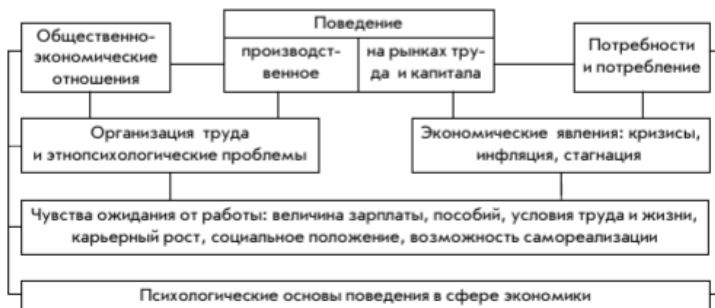 Общественно-
экономические
отношения
Поведение
производст-
венное
на рынках тру-
да и капитала
Потребности
и потребление
Организация труда
и этнопсихологические проблемы
Экономические явления: кризисы,
инфляция, стагнация
Чувства ожидания от работы: величина зарплаты, пособий, условия труда и жизни,
карьерный рост, социальное положение, возможность самореализации
Психологические основы поведения в сфере экономики